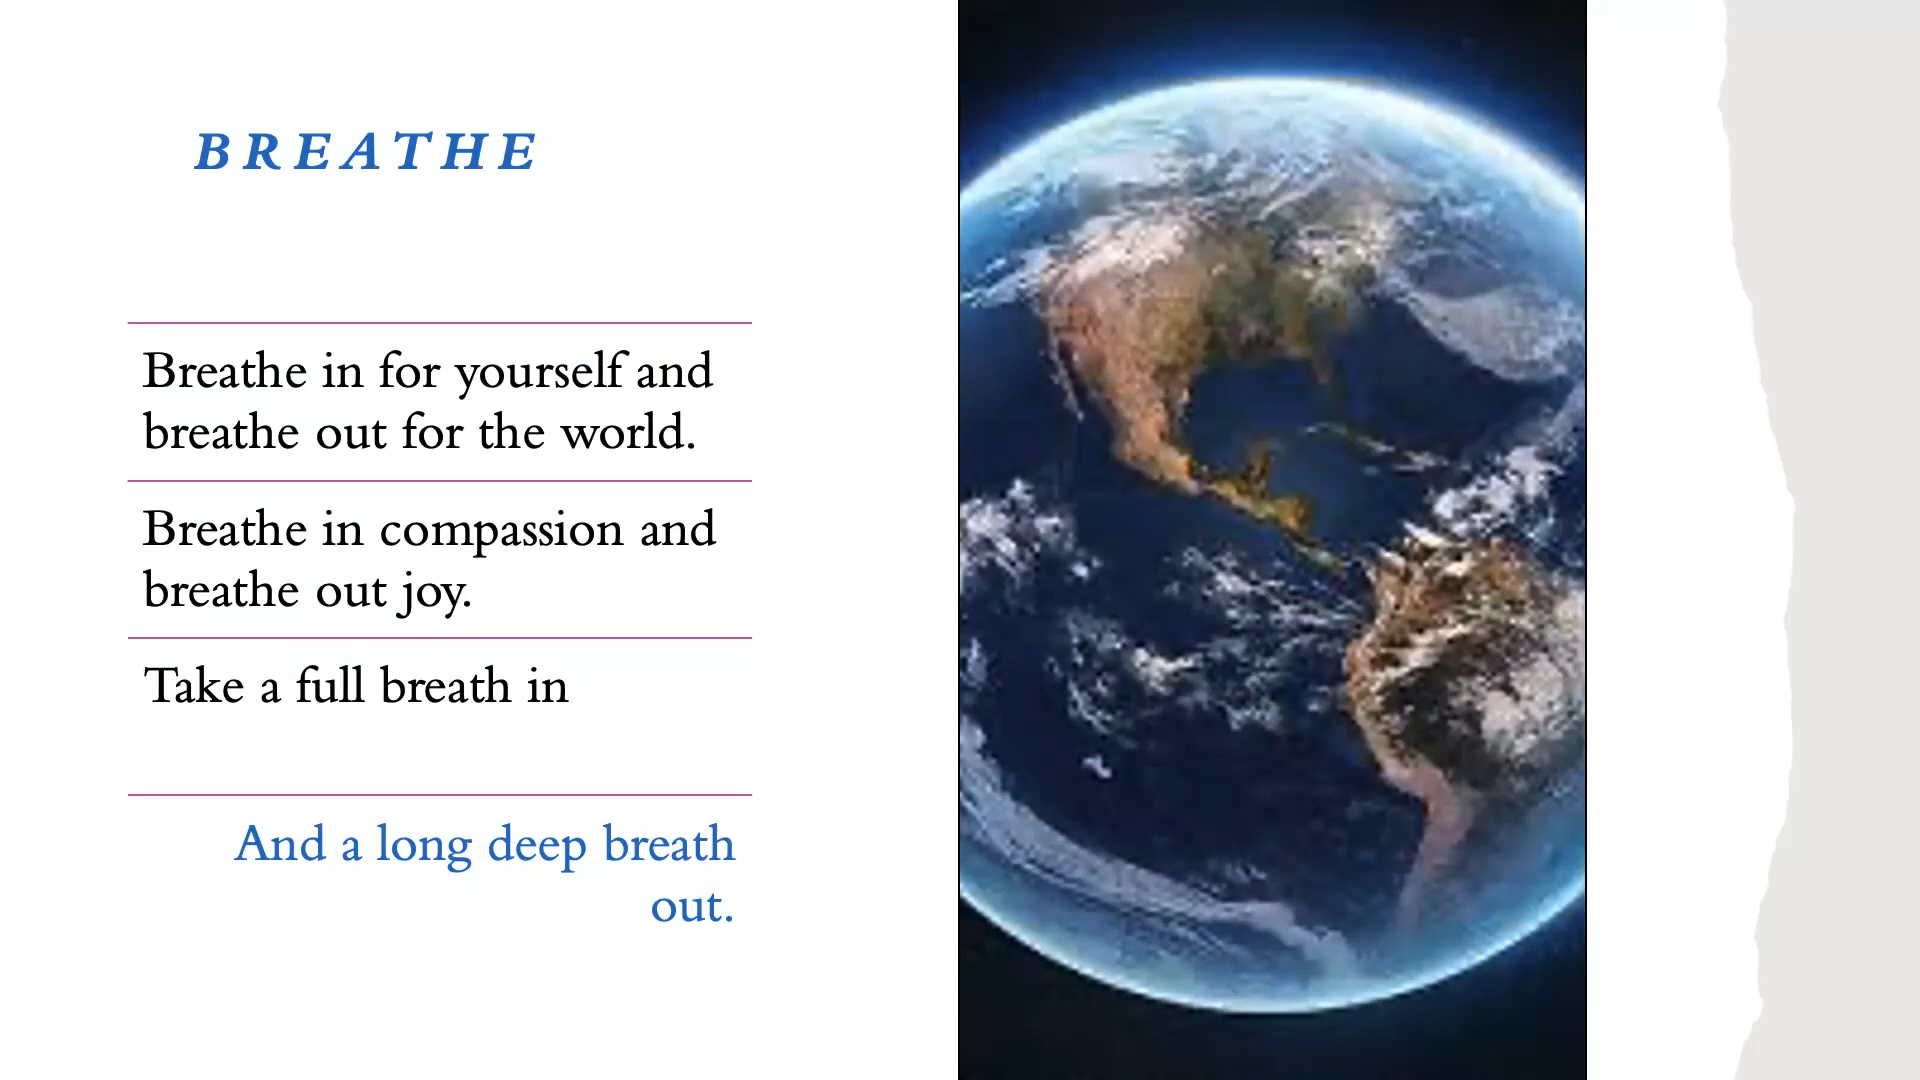 BREATHE
Breathe in for yourself and
breathe out for the world.
Breathe in compassion and
breathe out joy.
Take a full breath in
And a long deep breath
out.